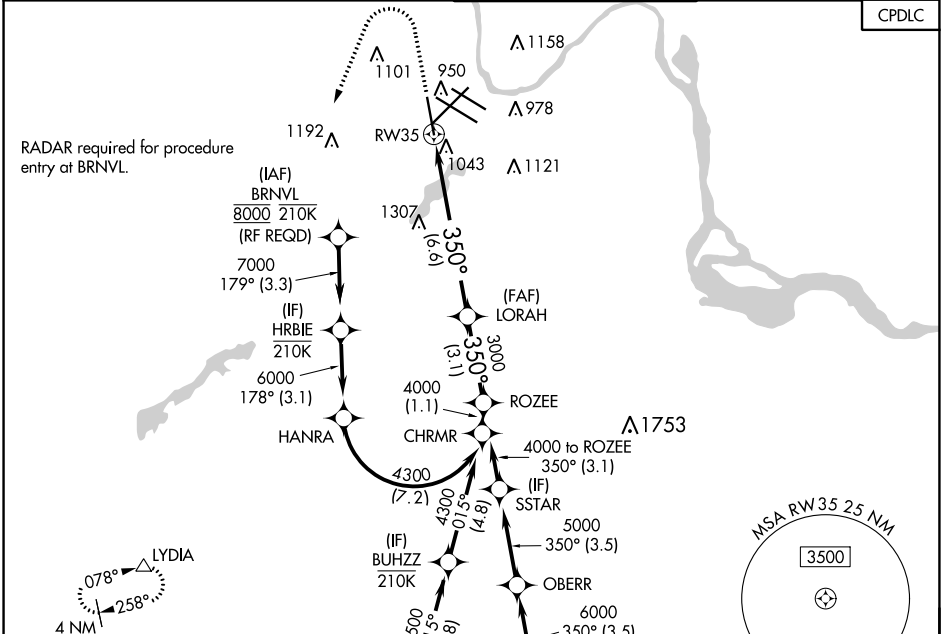 CPDLC
1158
1101
950
978
1192
RW35
1043
1121
RADAR required for procedure
entry at BRNVL.
(IAF)
BRNVL
8000 210K
(RF REQD)
1307
350°
(6.6)
7000
179° (3.3)
(IF)
HRBIE
210K
(FAF)
LORAH
3000
350°
(3.1)
6000
178° (3.1)
4000
(1.1)
ROZEE
HANRA
CHRMR
1753
4000 to ROZEE
350° (3.1)
4300
(7.2)
4300
015°
(4.8)
(IF)
SSTAR
5000
350° (3.5)
MSA RW35 25 NM
3500
(IF)
BUHZZ
210K
OBERR
LYDIA
078°
258°
4 NM
6000
350° (3.5)